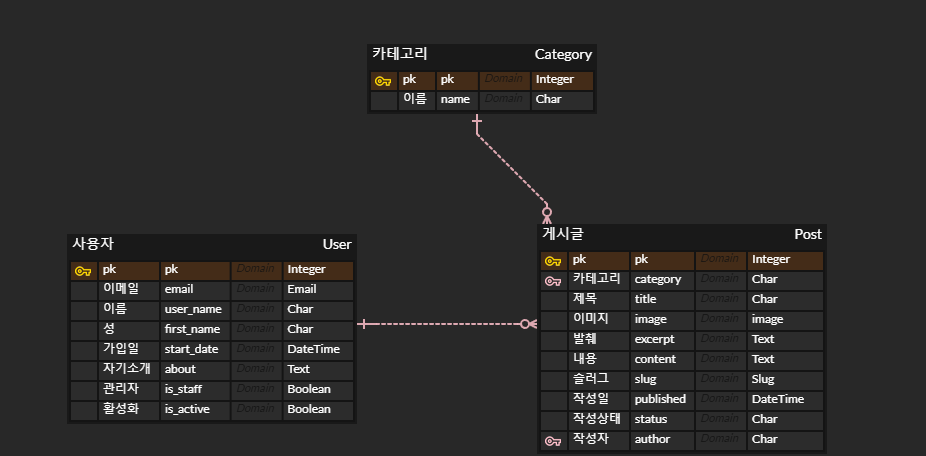 카테고리 Category
pk pk Domain Integer
이름 name Domain Char
사용자 User
pk pk Domain Integer
이메일 email Domain Email
이름 user_name Domain Char
성 first_name Domain Char
가입일 start_date Domain DateTime
자기소개 about Domain Text
관리자 is_staff Domain Boolean
활성화 is_active Domain Boolean
게시글 Post
pk pk Domain Integer
카테고리 category Domain Char
제목 title Domain Char
이미지 image Domain image
발췌 excerpt Domain Text
내용 content Domain Text
슬러그 slug Domain Slug
작성일 published Domain DateTime
작성상태 status Domain Char
작성자 author Domain Char